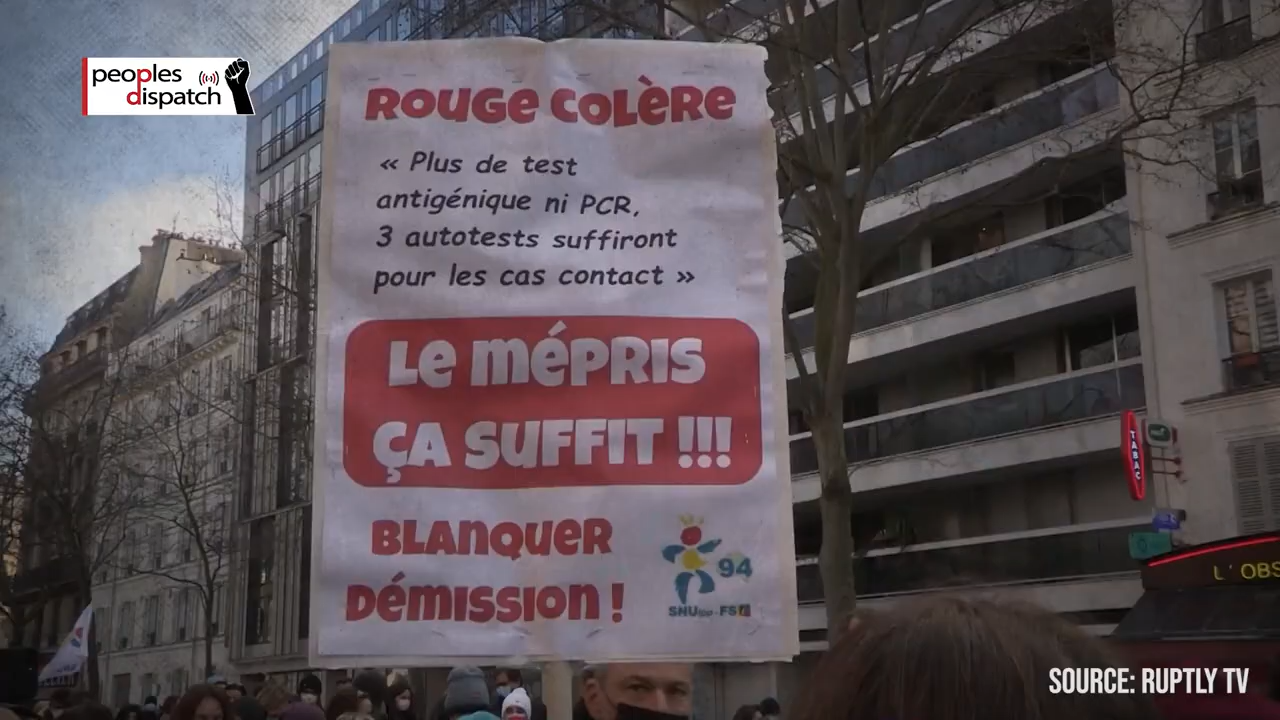 peoples
dispatch
ROUGE COLÈRE
« Plus de test
antigénique ni PCR,
3 autotests suffiront
pour les cas contact »
Le mépris
ça suffit !!!
Blanquer
démission !
94
SNUipp-FSU
TABAC
L'OBS
SOURCE: RUPTLY TV